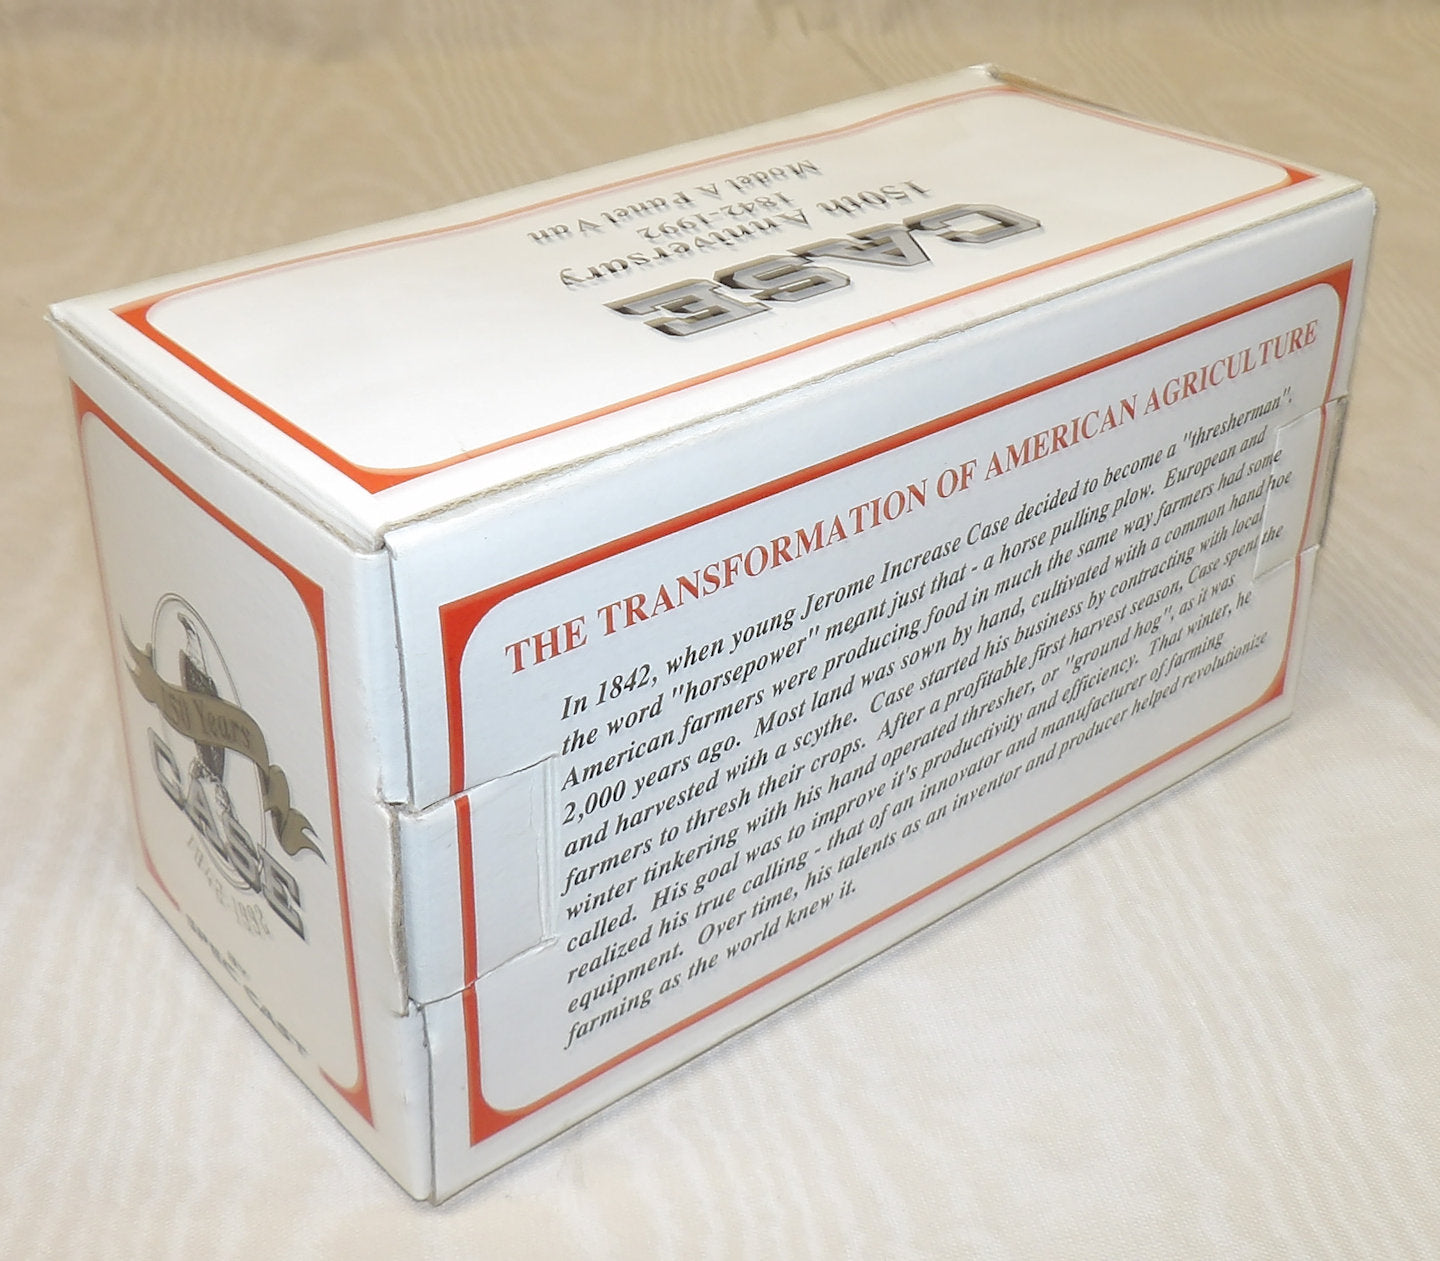 CASE
150th Anniversary
1842-1992
Model A Panel Van
THE TRANSFORMATION OF AMERICAN AGRICULTURE
In 1842, when young Jerome Increase Case decided to become a "thresherman",
the word "horsepower" meant just that - a horse pulling plow. European and
American farmers were producing food in much the same way farmers had some
2,000 years ago. Most land was sown by hand, cultivated with a common hand hoe
and harvested with a scythe. Case started his business by contracting with local
farmers to thresh their crops. After a profitable first harvest season, Case spent the
winter tinkering with his hand operated thresher, or "ground hog", as it was
called. His goal was to improve it's productivity and efficiency. That winter, he
realized his true calling - that of an innovator and manufacturer of farming
equipment. Over time, his talents as an inventor and producer helped revolutionize
farming as the world knew it.
150 Years
CASE
1842-1992
By
SPEC CAST